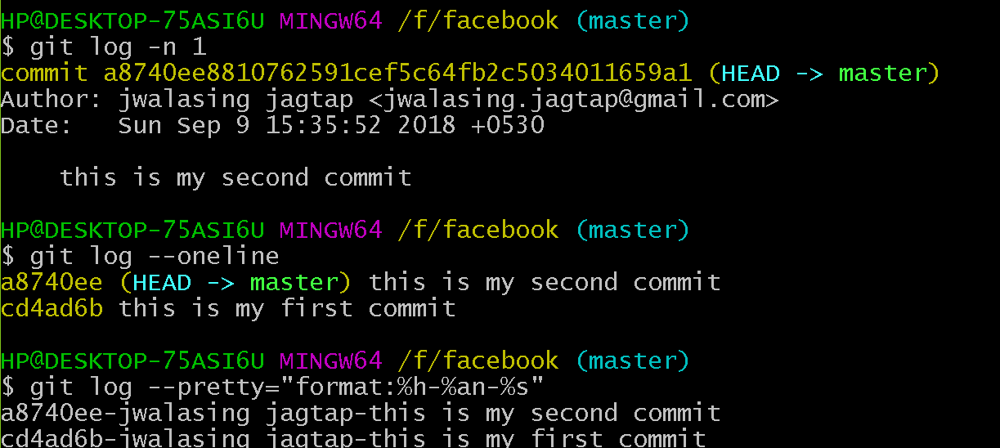 HP@DESKTOP-75ASI6U MINGW64 /f/facebook (master)
$ git log -n 1
commit a8740ee8810762591cef5c64fb2c5034011659a1 (HEAD -> master)
Author: jwalasing jagtap <jwalasing.jagtap@gmail.com>
Date:   Sun Sep 9 15:35:52 2018 +0530
    this is my second commit
HP@DESKTOP-75ASI6U MINGW64 /f/facebook (master)
$ git log --oneline
a8740ee (HEAD -> master) this is my second commit
cd4ad6b this is my first commit
HP@DESKTOP-75ASI6U MINGW64 /f/facebook (master)
$ git log --pretty="format:%h-%an-%s"
a8740ee-jwalasing jagtap-this is my second commit
cd4ad6b-jwalasing jagtap-this is my first commit